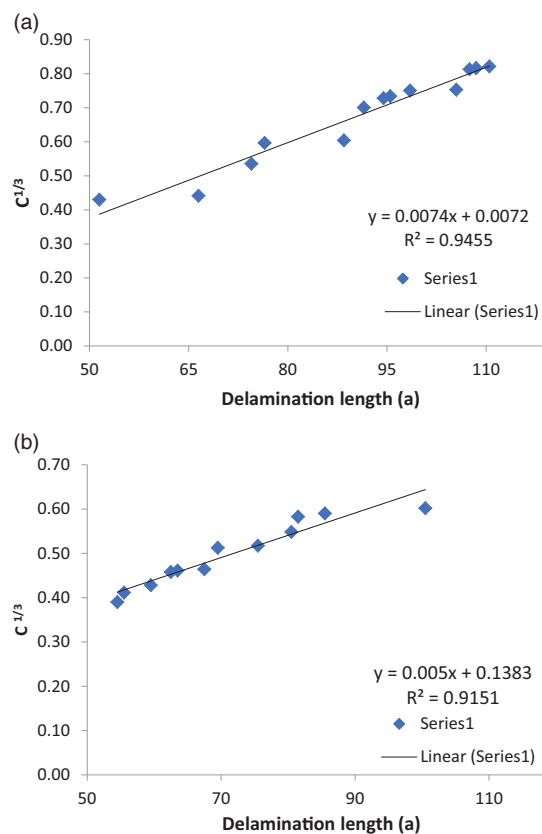 (a)
0.90
0.80
0.70
0.60
0.50
0.40
0.30
0.20
0.10
0.00
C1/3
y = 0.0074x + 0.0072
R² = 0.9455
Series1
Linear (Series1)
50 65 80 95 110
Delamination length (a)
(b)
0.70
0.60
0.50
0.40
0.30
0.20
0.10
0.00
C 1/3
y = 0.005x + 0.1383
R² = 0.9151
Series1
Linear (Series1)
50 70 90 110
Delamination length (a)